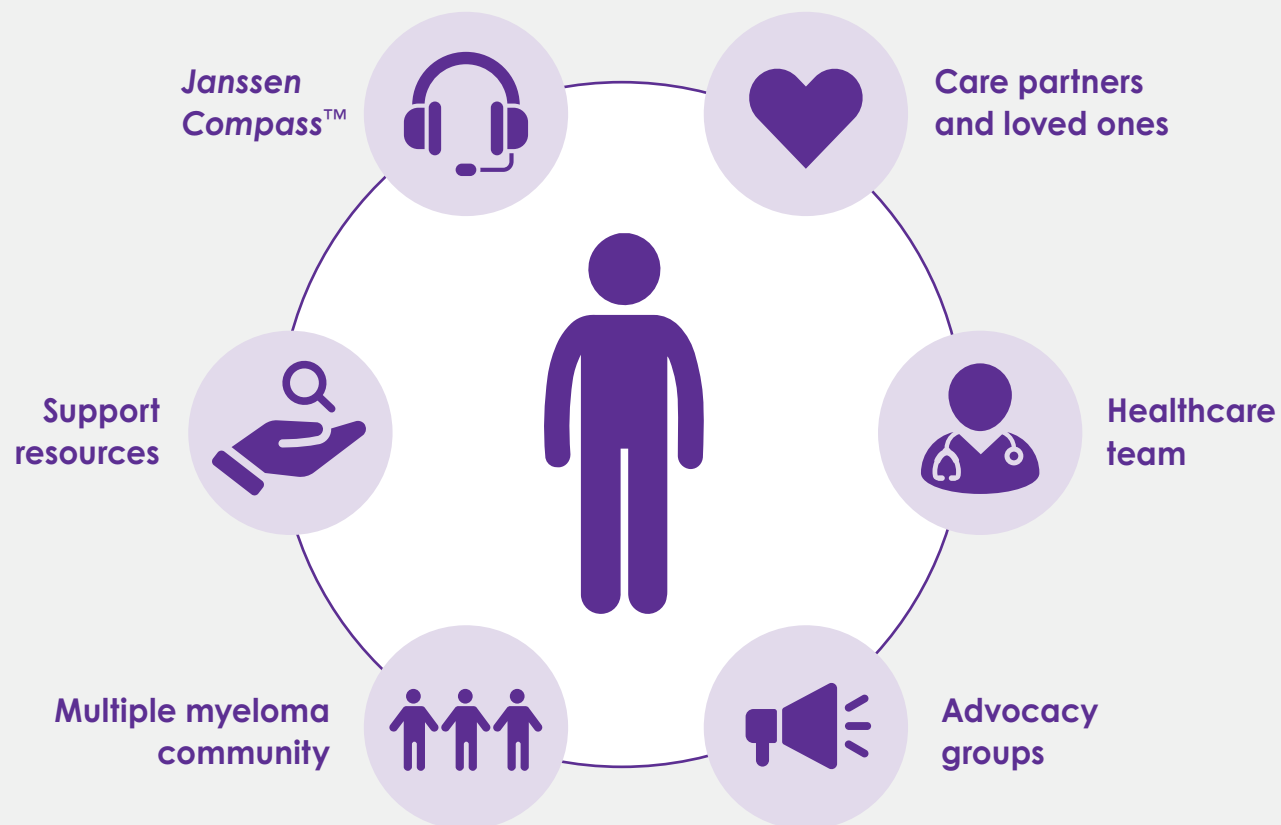 Janssen
Compass™
Care partners
and loved ones
Support
resources
Healthcare
team
Multiple myeloma
community
Advocacy
groups